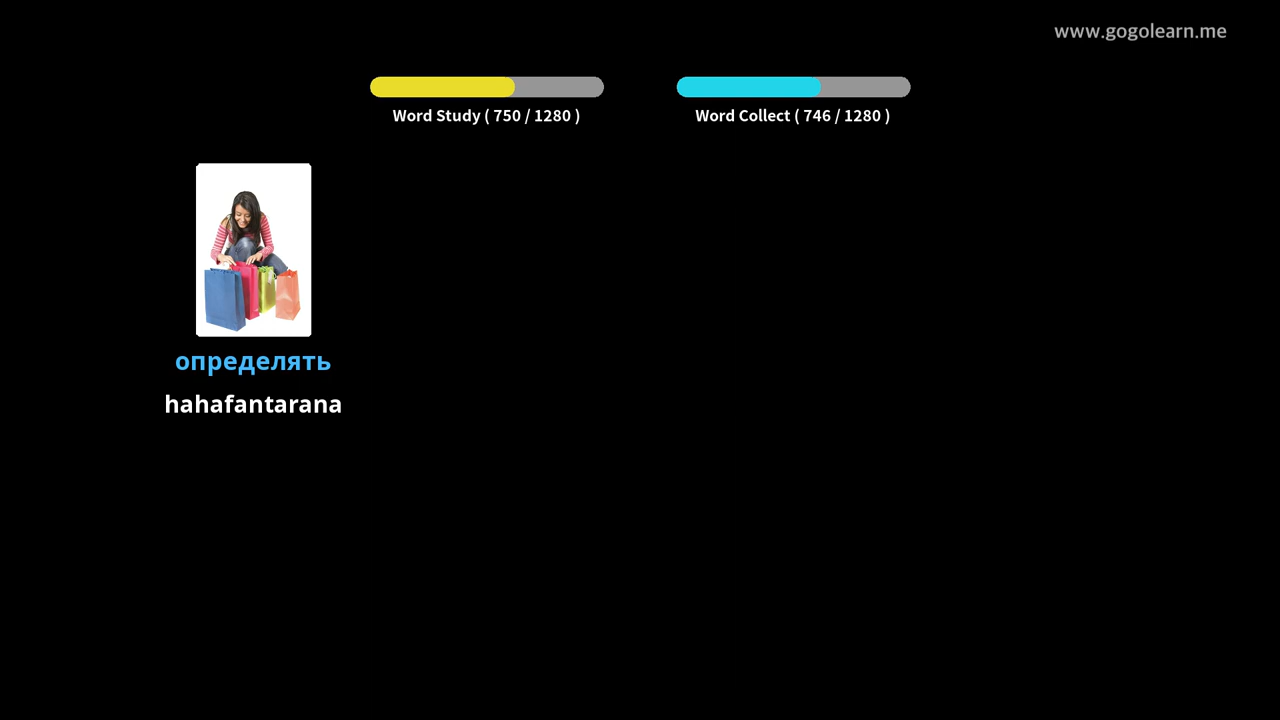 www.gogolearn.me
Word Study ( 750 / 1280 )
Word Collect ( 746 / 1280 )
определять
hahafantarana